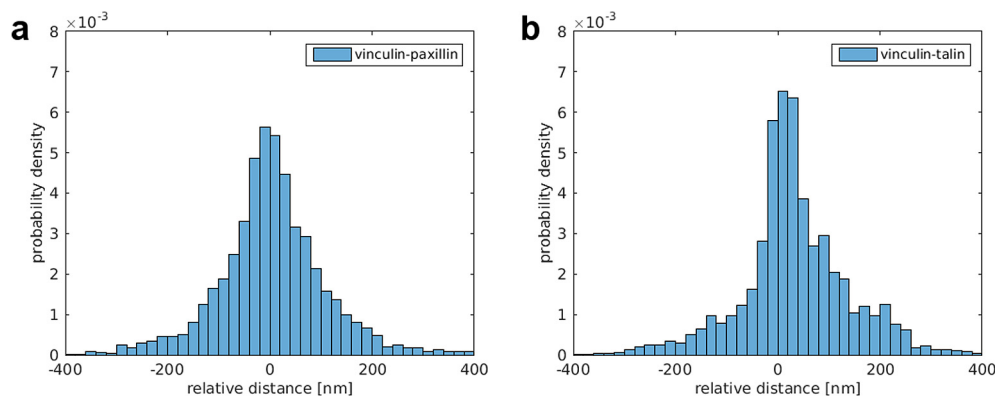 a
×10⁻³
8
7
6
5
4
3
2
1
0
probability density
vinculin-paxillin
-400 -200 0 200 400
relative distance [nm]
b
×10⁻³
8
7
6
5
4
3
2
1
0
probability density
vinculin-talin
-400 -200 0 200 400
relative distance [nm]